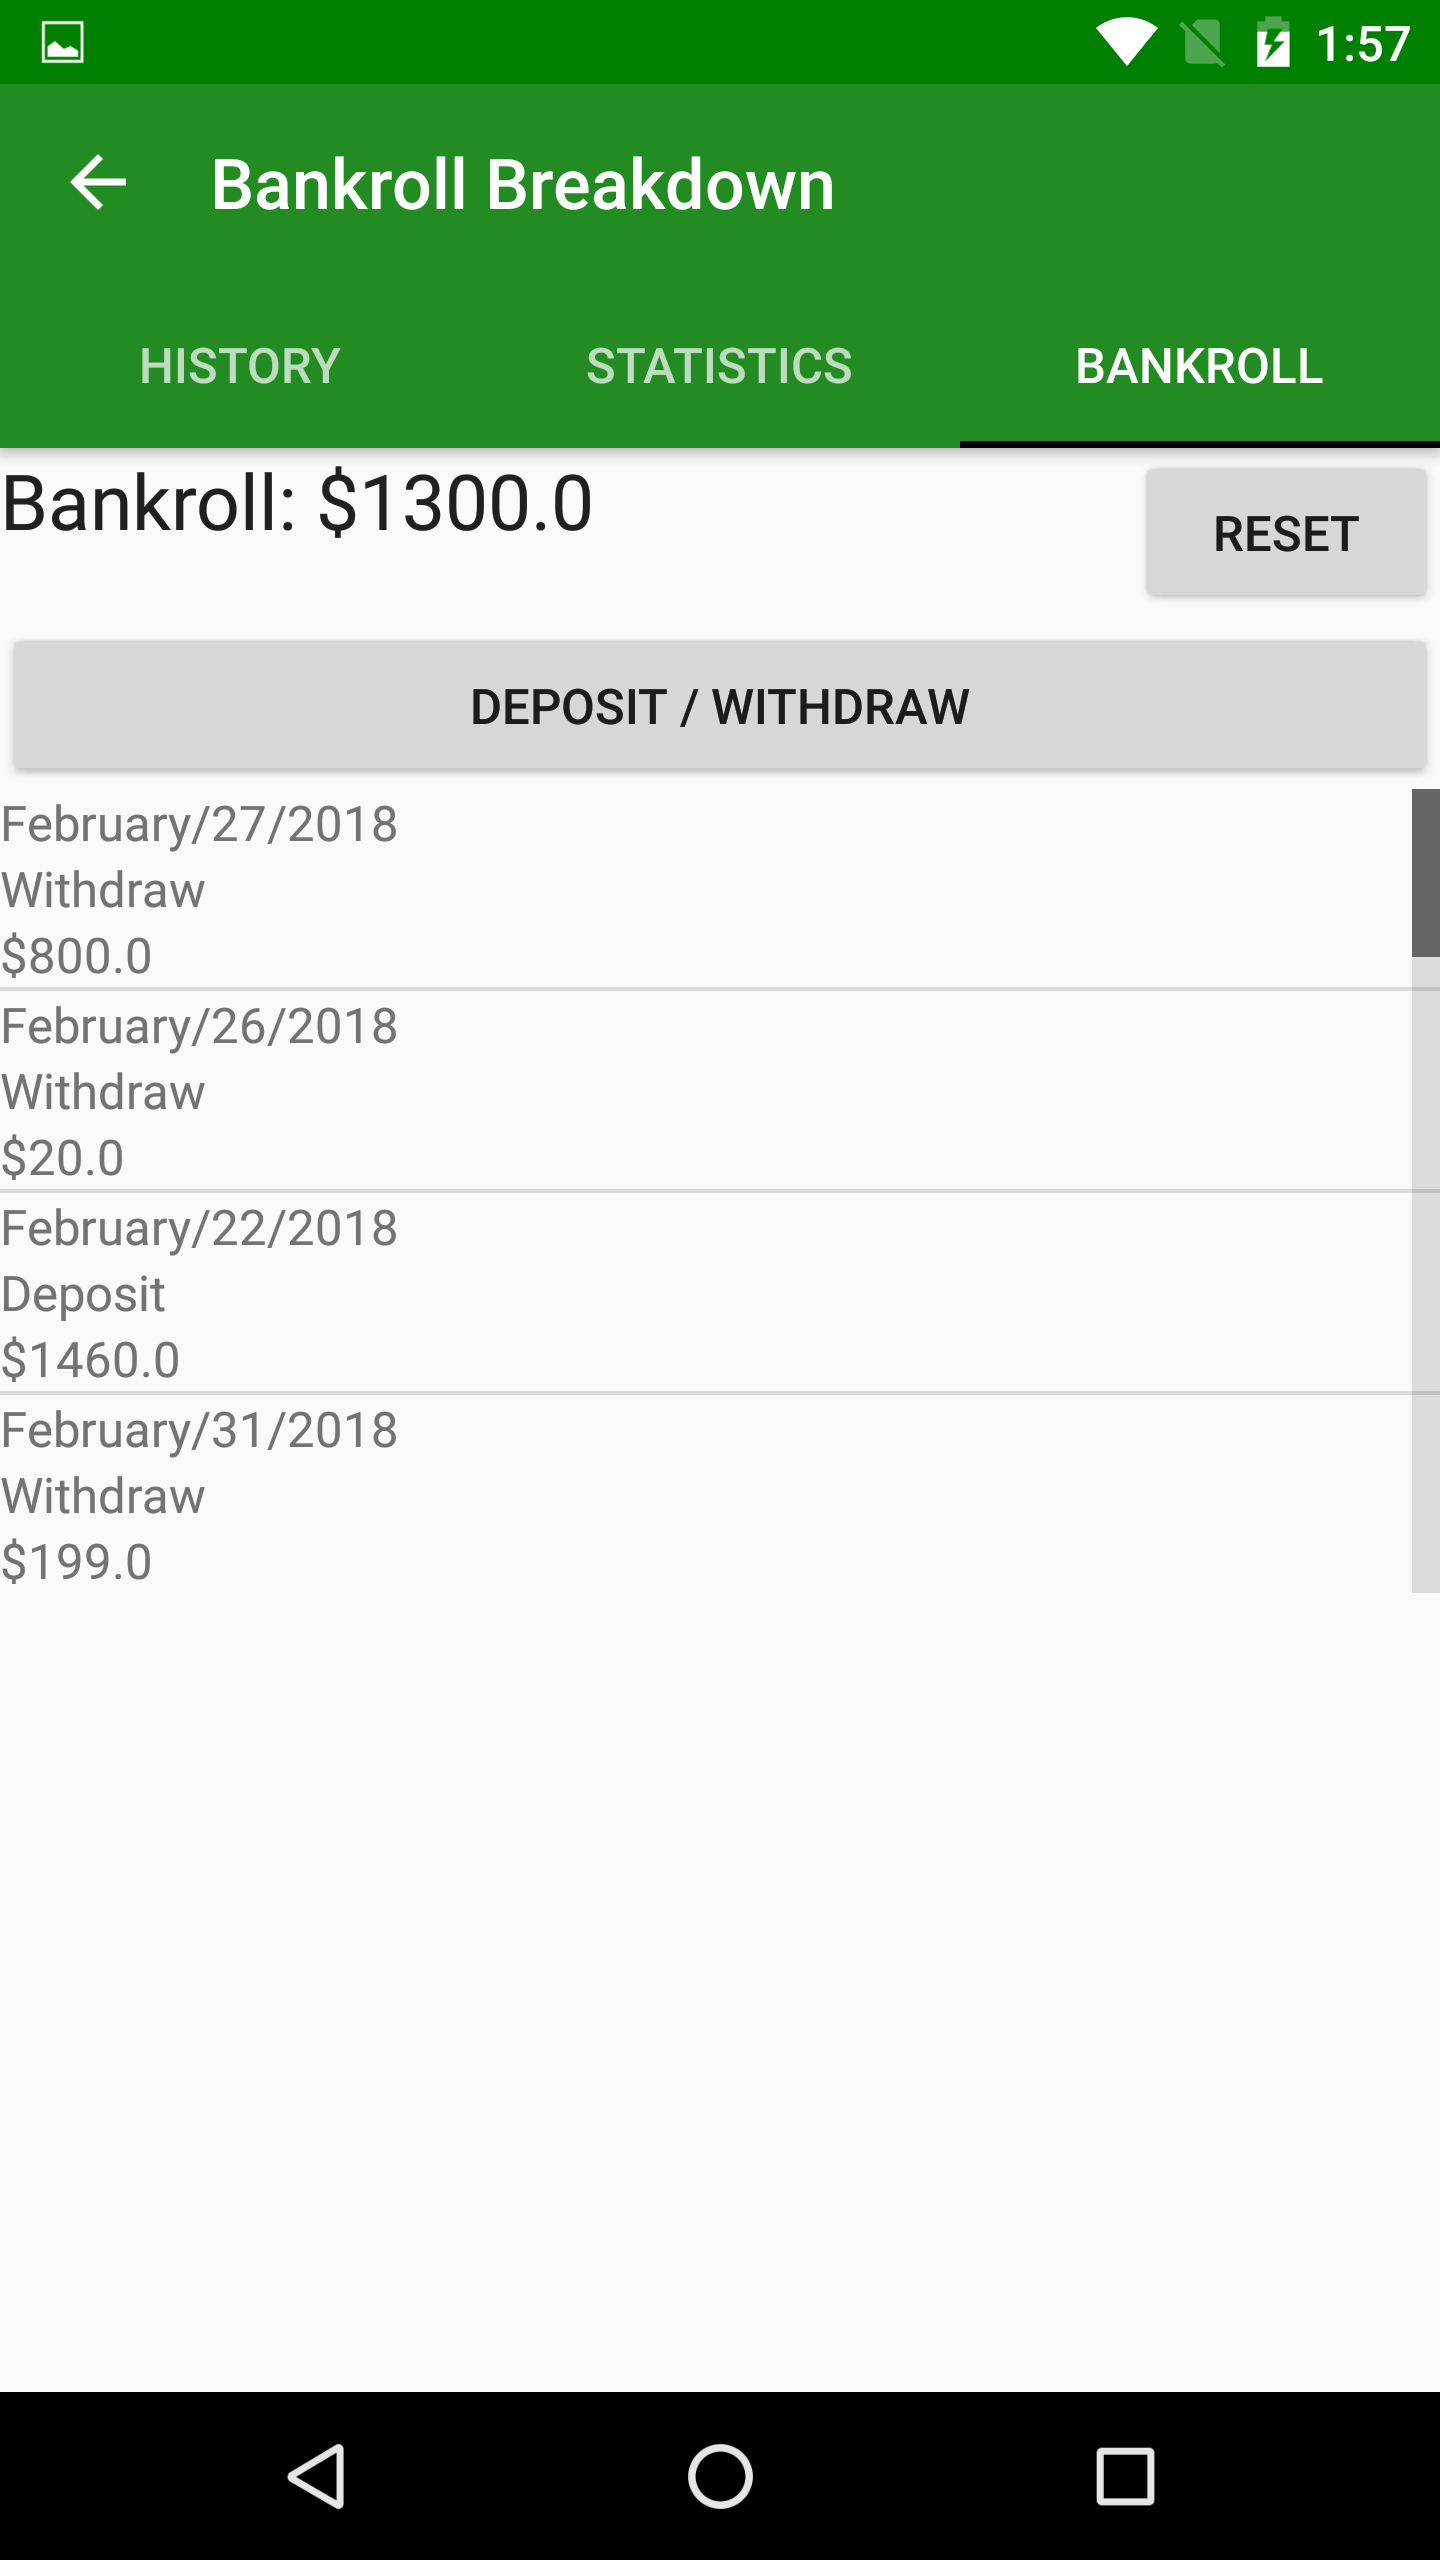 1:57
Bankroll Breakdown
HISTORY
STATISTICS
BANKROLL
Bankroll: $1300.0
RESET
DEPOSIT / WITHDRAW
February/27/2018
Withdraw
$800.0
February/26/2018
Withdraw
$20.0
February/22/2018
Deposit
$1460.0
February/31/2018
Withdraw
$199.0